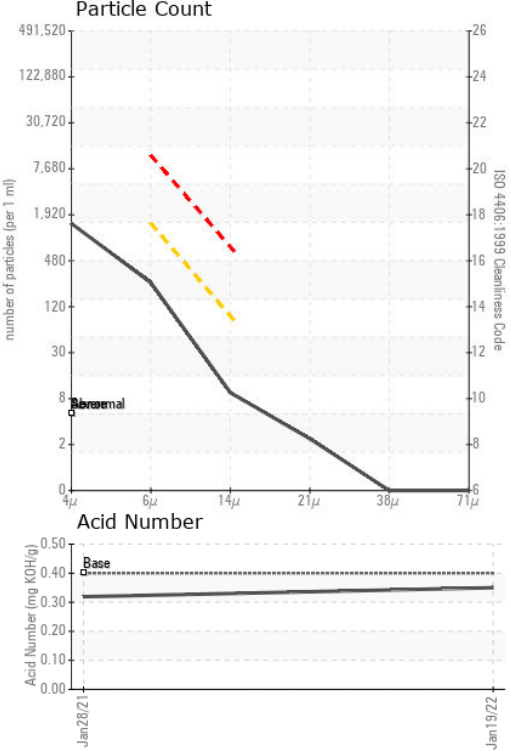 Particle Count
491,520
122,880
30,720
7,680
1,920
480
120
30
8
2
0
26
24
22
20
18
16
14
12
10
8
6
number of particles (per 1 ml)
ISO 4406:1999 Cleanliness Code
Abnormal
4μ
6μ
14μ
21μ
38μ
71μ
Acid Number
0.50
0.40
0.30
0.20
0.10
0.00
Acid Number (mg KOH/g)
Base
Jan28/21
Jan19/22